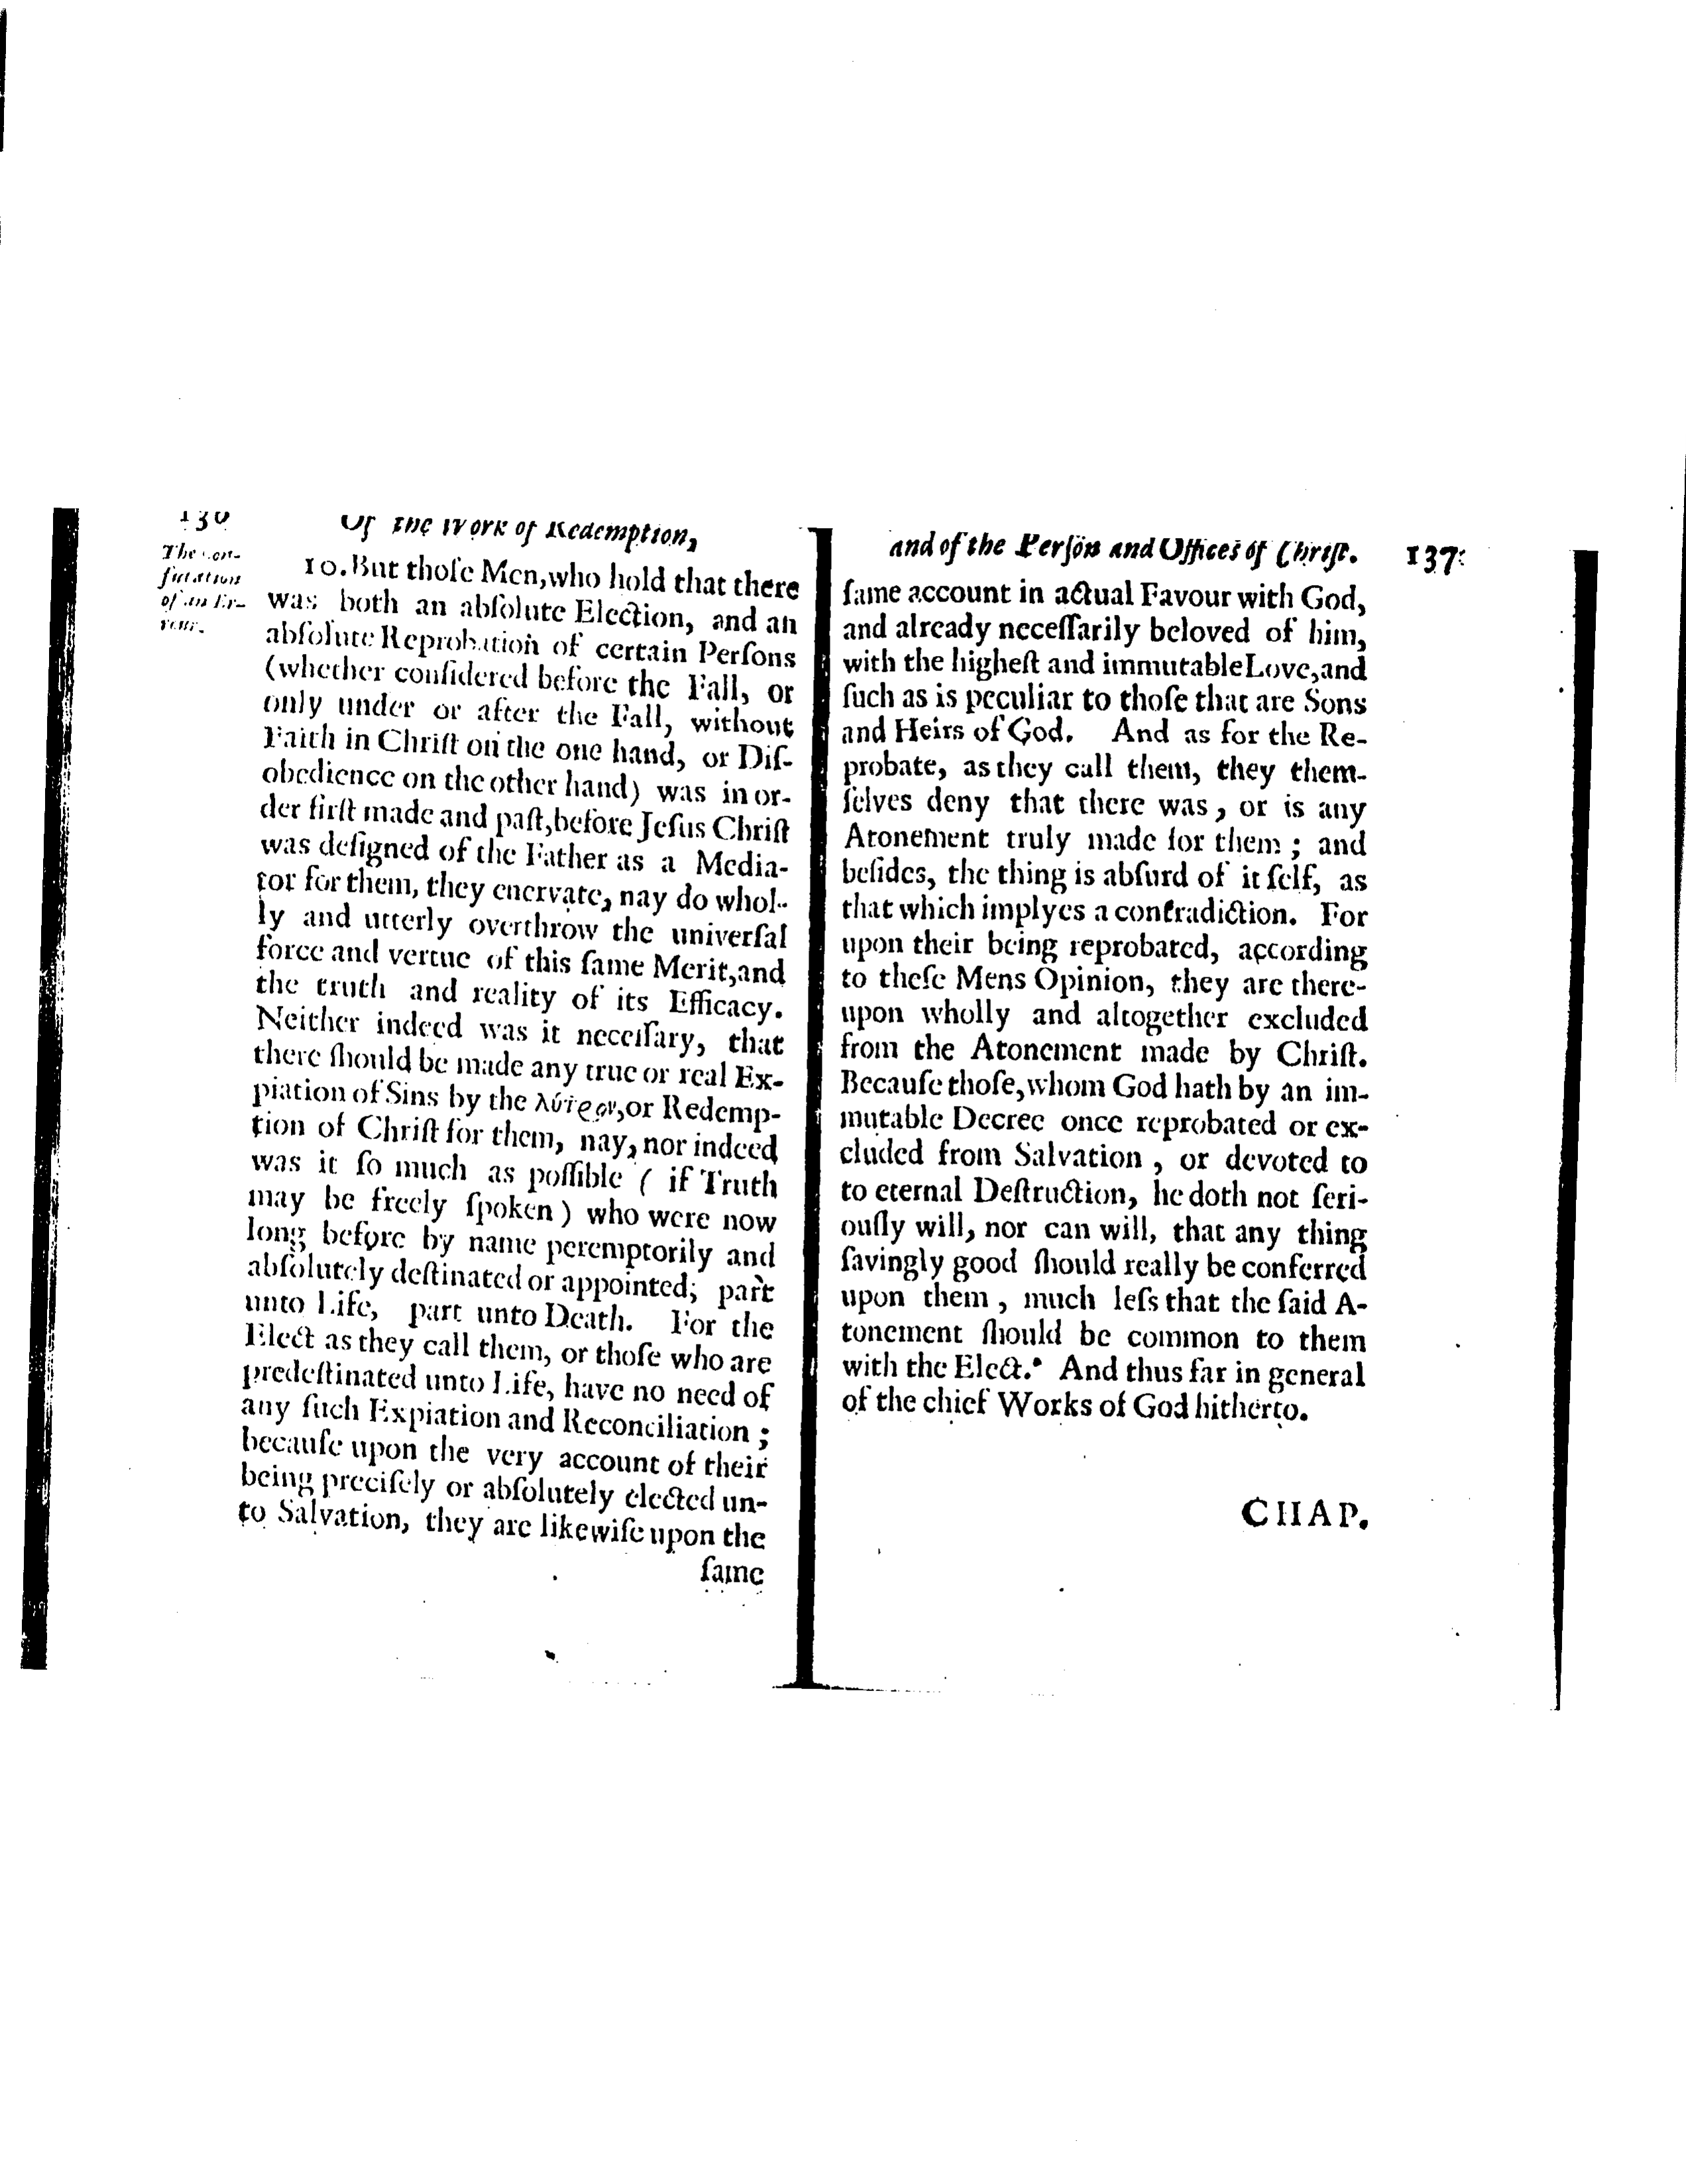 136
Of the Work of Redemption,
The con-
futation
of an Er-
rour.
10. But thoſe Men, who hold that there
was both an abſolute Election, and an
abſolute Reprobation of certain Perſons
(whether conſidered before the Fall, or
only under or after the Fall, without
Faith in Chriſt on the one hand, or Diſ-
obedience on the other hand) was in or-
der firſt made and paſt, before Jeſus Chriſt
was deſigned of the Father as a Media-
tor for them, they enervate, nay do whol-
ly and utterly overthrow the univerſal
force and vertue of this ſame Merit, and
the truth and reality of its Efficacy.
Neither indeed was it neceſſary, that
there ſhould be made any true or real Ex-
piation of Sins by the λύτρον, or Redemp-
tion of Chriſt for them, nay, nor indeed
was it ſo much as poſſible ( if Truth
may be freely ſpoken ) who were now
long before by name peremptorily and
abſolutely deſtinated or appointed; part
unto Life, part unto Death. For the
Elect as they call them, or thoſe who are
predeſtinated unto Life, have no need of
any ſuch Expiation and Reconciliation ;
becauſe upon the very account of their
being preciſely or abſolutely elected un-
to Salvation, they are likewiſe upon the
ſame
and of the Perſon and Offices of Chriſt. 137
ſame account in actual Favour with God,
and already neceſſarily beloved of him,
with the higheſt and immutable Love, and
ſuch as is peculiar to thoſe that are Sons
and Heirs of God. And as for the Re-
probate, as they call them, they them-
ſelves deny that there was, or is any
Atonement truly made for them ; and
beſides, the thing is abſurd of it ſelf, as
that which implyes a contradiction. For
upon their being reprobated, according
to theſe Mens Opinion, they are there-
upon wholly and altogether excluded
from the Atonement made by Chriſt.
Becauſe thoſe, whom God hath by an im-
mutable Decree once reprobated or ex-
cluded from Salvation , or devoted to
to eternal Deſtruction, he doth not ſeri-
ouſly will, nor can will, that any thing
ſavingly good ſhould really be conferred
upon them , much leſs that the ſaid A-
tonement ſhould be common to them
with the Elect. And thus far in general
of the chief Works of God hitherto.
CHAP.